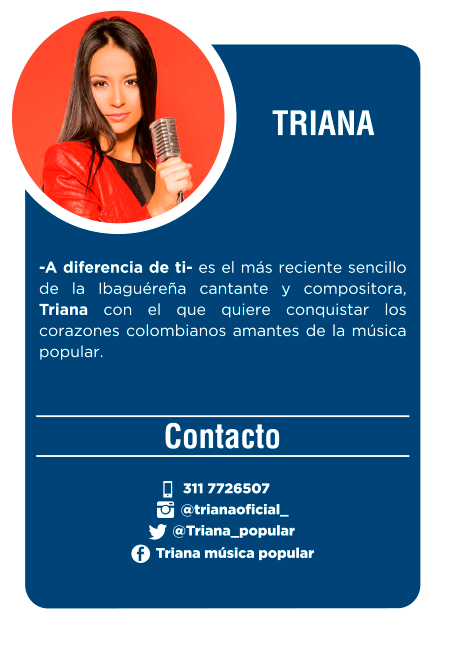 TRIANA
-A diferencia de ti- es el más reciente sencillo
de la Ibaguéreña cantante y compositora,
Triana con el que quiere conquistar los
corazones colombianos amantes de la música
popular.
Contacto
311 7726507
@trianaoficial_
@Triana_popular
Triana música popular